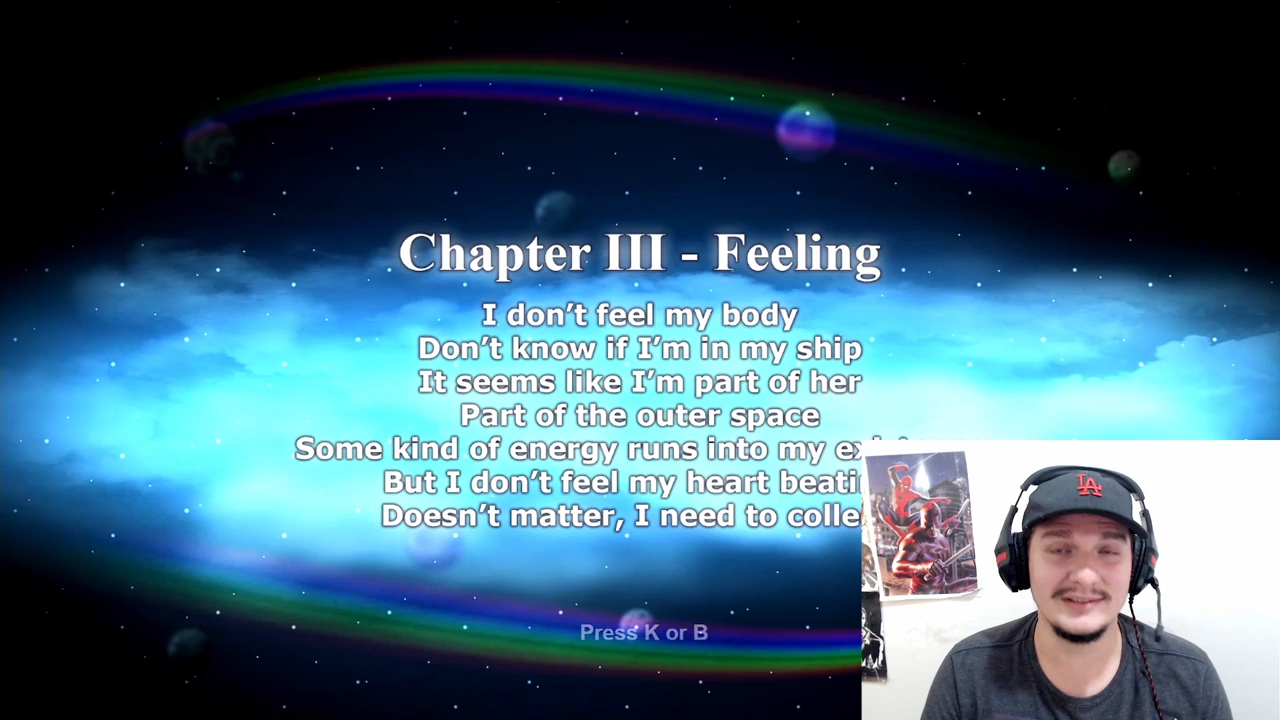 Chapter III - Feeling
I don’t feel my body
Don’t know if I’m in my ship
It seems like I’m part of her
Part of the outer space
Some kind of energy runs into my
But I don’t feel my heart
Doesn’t matter, I need to
Press K or B
LA